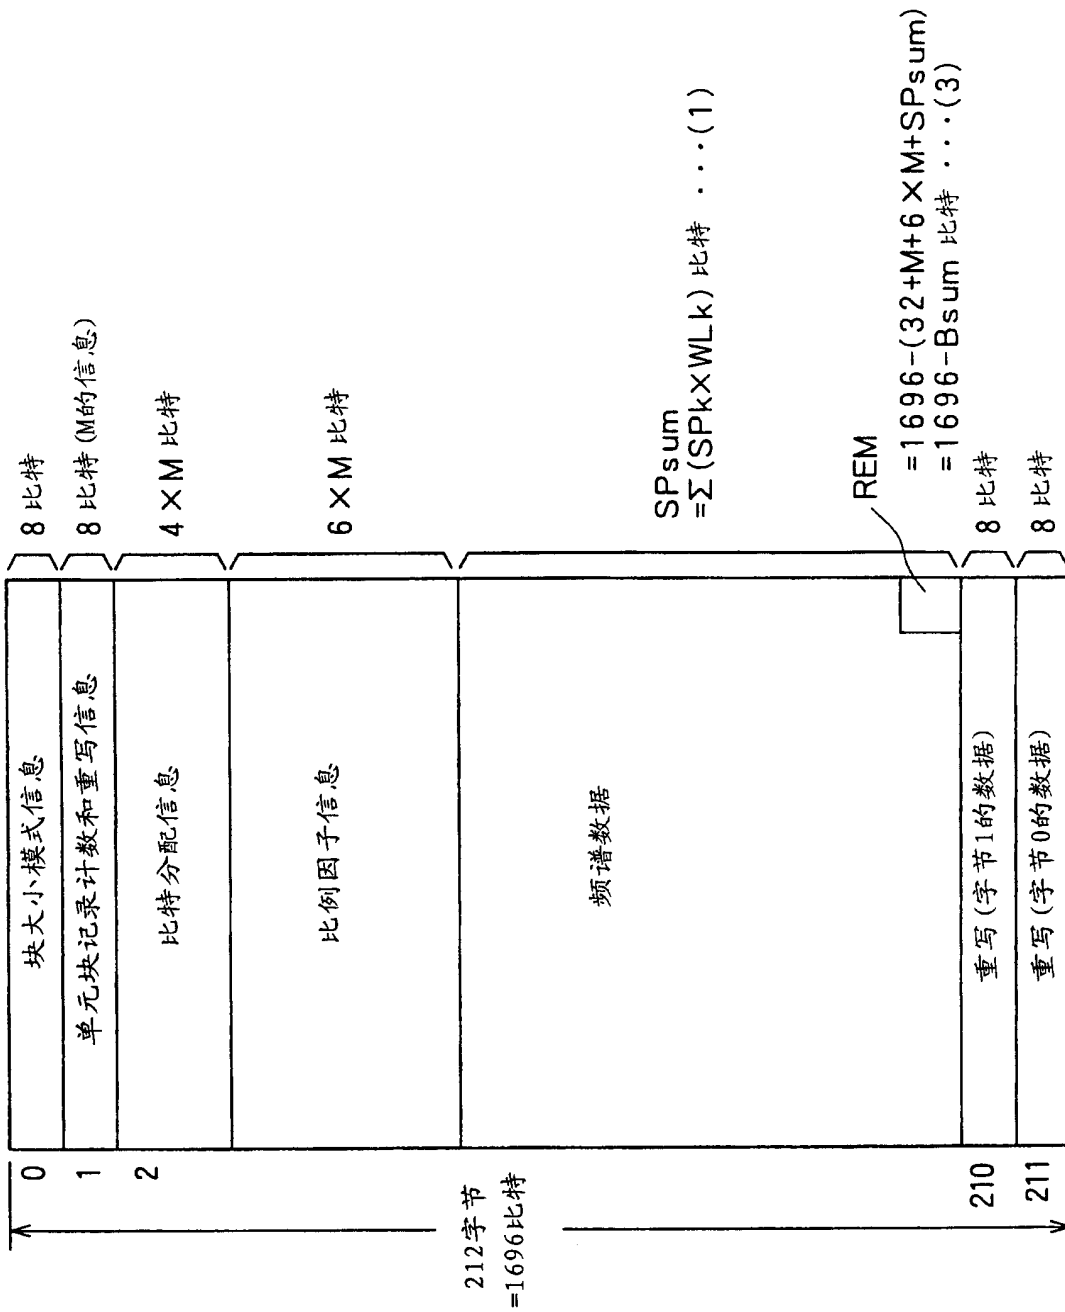 0
块大小模式信息
8 比特
1
单元块记录计数和重写信息
8 比特 (M的信息)
2
比特分配信息
4 × M 比特
比例因子信息
6 × M 比特
212字节
=1696比特
频谱数据
SPsum
=Σ(SPk×WLk) 比特 ···(1)
REM
=1696-(32+M+6×M+SPsum)
=1696-Bsum 比特 ···(3)
210
重写(字节1的数据)
8 比特
211
重写(字节0的数据)
8 比特